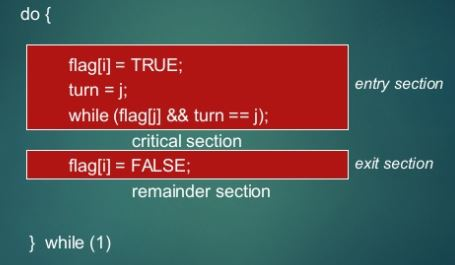 do {
flag[i] = TRUE;
turn = j;
while (flag[j] && turn == j);
entry section
critical section
flag[i] = FALSE;
exit section
remainder section
} while (1)